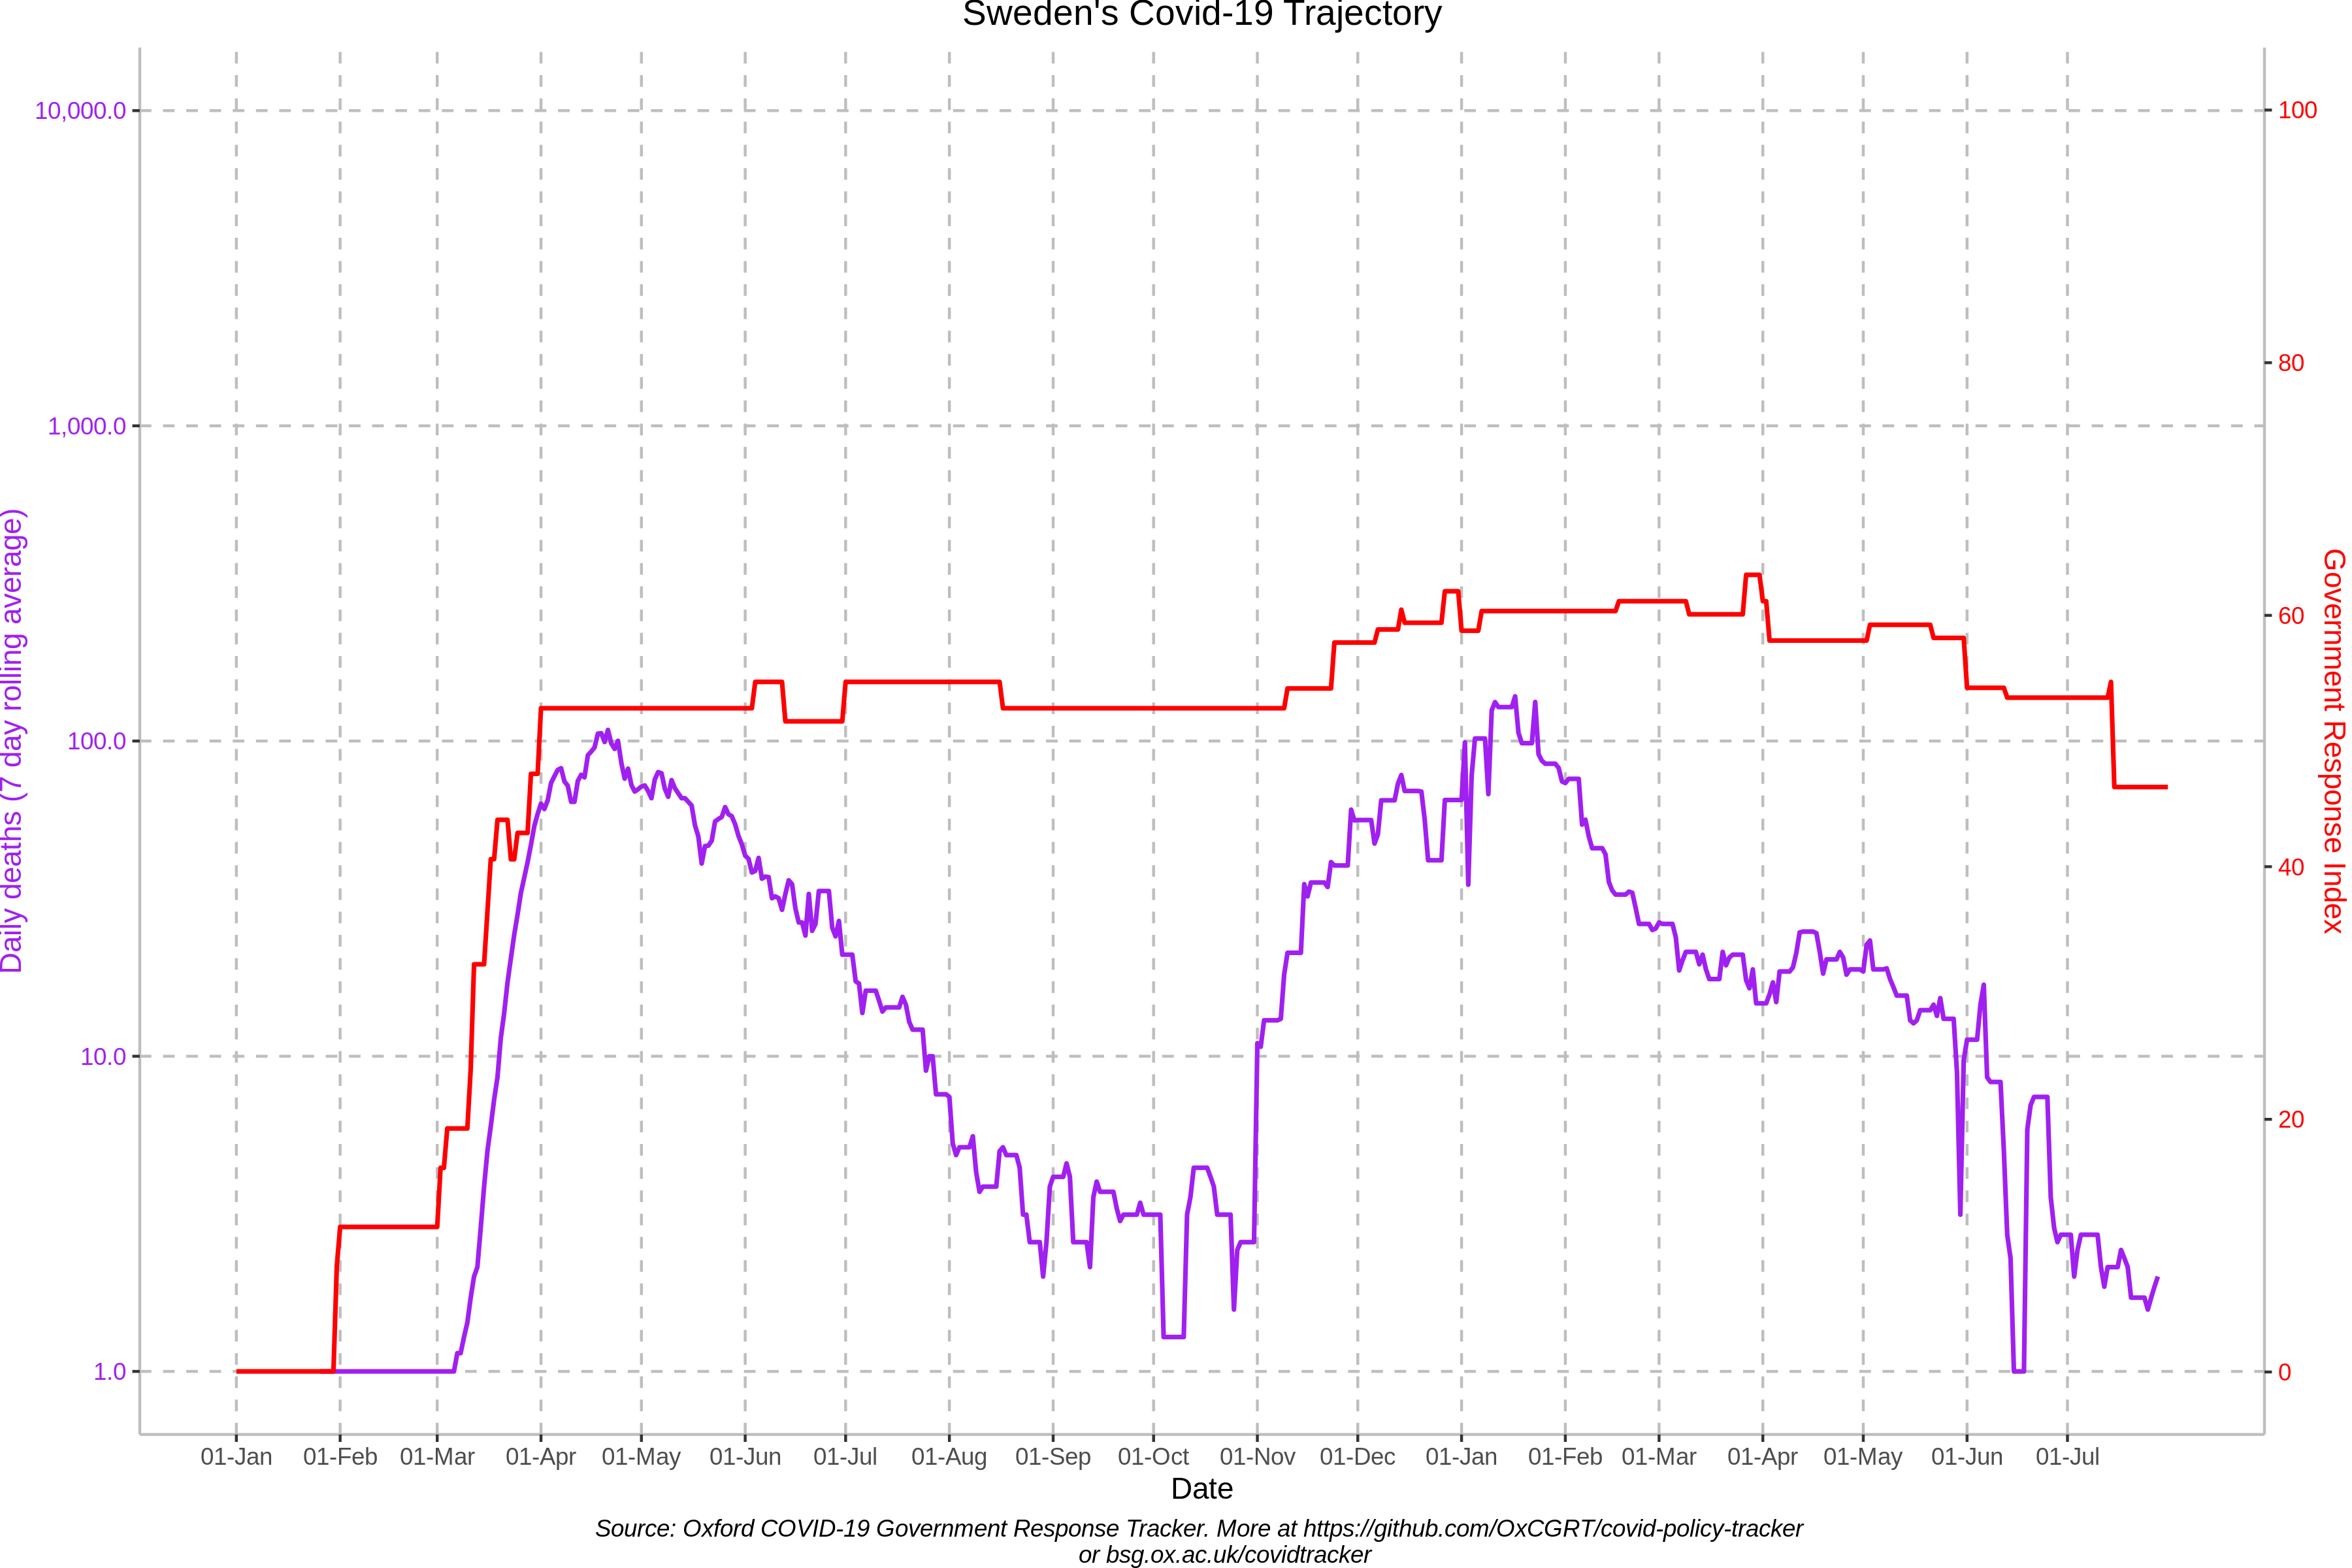 Sweden's Covid-19 Trajectory
10,000.0
1,000.0
100.0
10.0
1.0
Daily deaths (7 day rolling average)
100
80
60
40
20
0
Government Response Index
01-Jan 01-Feb 01-Mar 01-Apr 01-May 01-Jun 01-Jul 01-Aug 01-Sep 01-Oct 01-Nov 01-Dec 01-Jan 01-Feb 01-Mar 01-Apr 01-May 01-Jun 01-Jul
Date
Source: Oxford COVID-19 Government Response Tracker. More at https://github.com/OxCGRT/covid-policy-tracker
or bsg.ox.ac.uk/covidtracker